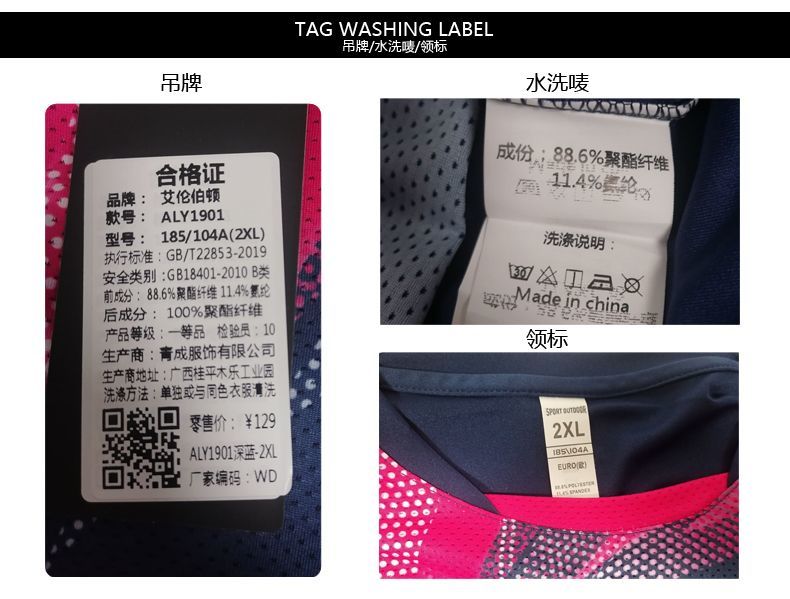 TAG WASHING LABEL
吊牌/水洗唛/领标
吊牌
合格证
品牌： 艾伦伯顿
款号： ALY1901
型号： 185/104A(2XL)
执行标准：GB/T22853-2019
安全类别：GB18401-2010 B类
前成分： 88.6%聚酯纤维 11.4%氨纶
后成分： 100%聚酯纤维
产品等级：一等品 检验员：10
生产商：青成服饰有限公司
生产商地址：广西桂平木乐工业园
洗涤方法：单独或与同色衣服清洗
零售价：¥129
ALY1901深蓝-2XL
厂家编码：WD
水洗唛
成份：88.6%聚酯纤维
11.4%氨纶
洗涤说明：
30
Made in china
领标
SPORT OUTDOOR
2XL
185\104A
EURO(欧)
88.6%POLYESTER
11.4% SPANDEX